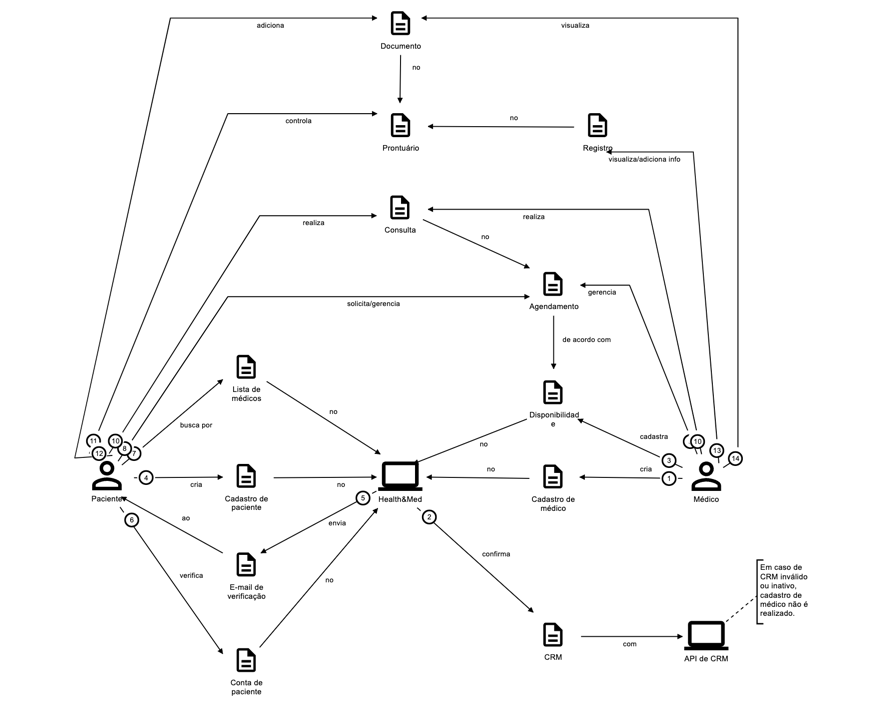 adiciona
visualiza
Documento
no
controla
no
Prontuário
Registro
visualiza/adiciona info
realiza
realiza
Consulta
no
gerencia
solicita/gerencia
Agendamento
de acordo com
Lista de
médicos
no
busca por
Disponibilidad
e
cadastra
no
11
10
12
8
7
10
13
14
3
4
cria
no
no
cria
1
Paciente
Cadastro de
paciente
Health&Med
5
Cadastro de
médico
Médico
6
ao
envia
2
confirma
verifica
E-mail de
verificação
no
Em caso de
CRM inválido
ou inativo,
cadastro de
médico não é
realizado.
CRM
com
API de CRM
Conta de
paciente